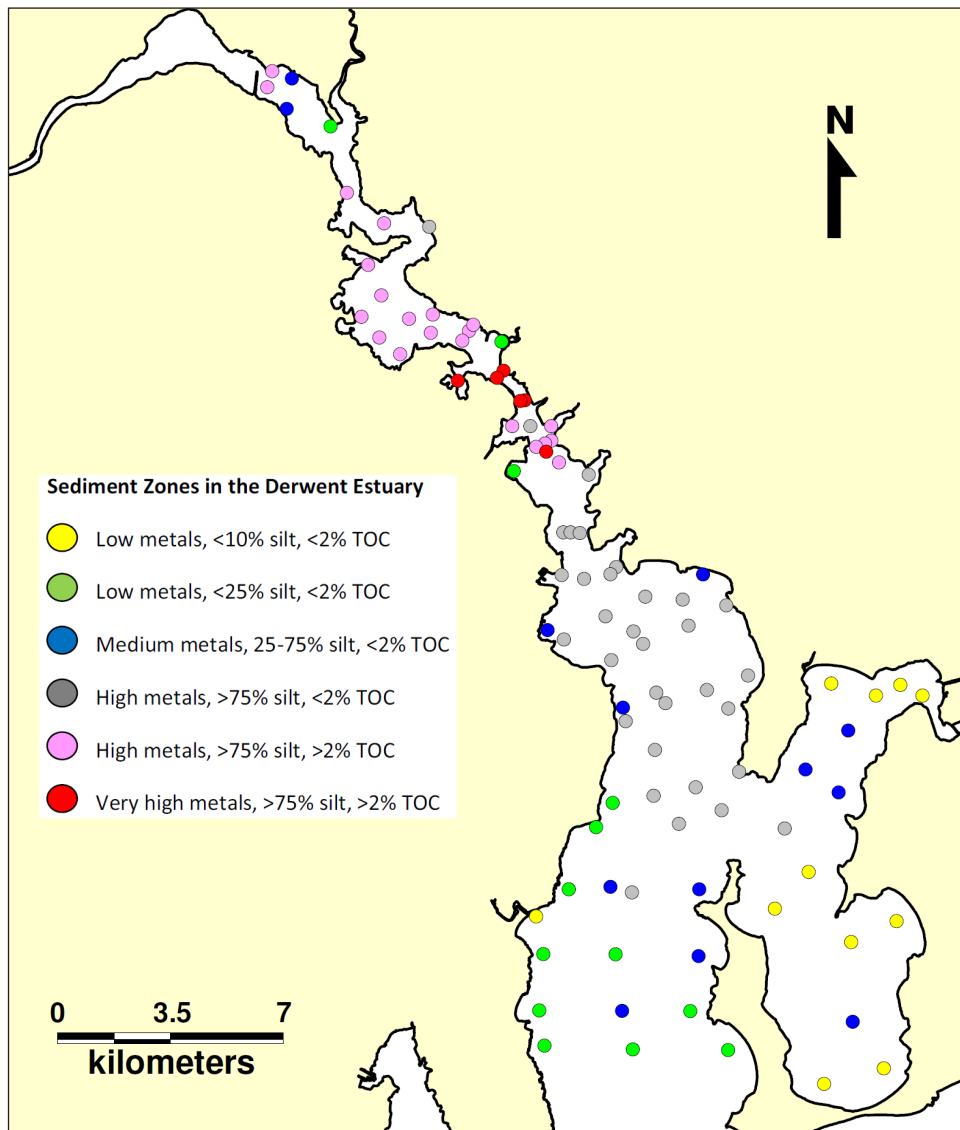 N
Sediment Zones in the Derwent Estuary
Low metals, <10% silt, <2% TOC
Low metals, <25% silt, <2% TOC
Medium metals, 25-75% silt, <2% TOC
High metals, >75% silt, <2% TOC
High metals, >75% silt, >2% TOC
Very high metals, >75% silt, >2% TOC
0 3.5 7
kilometers